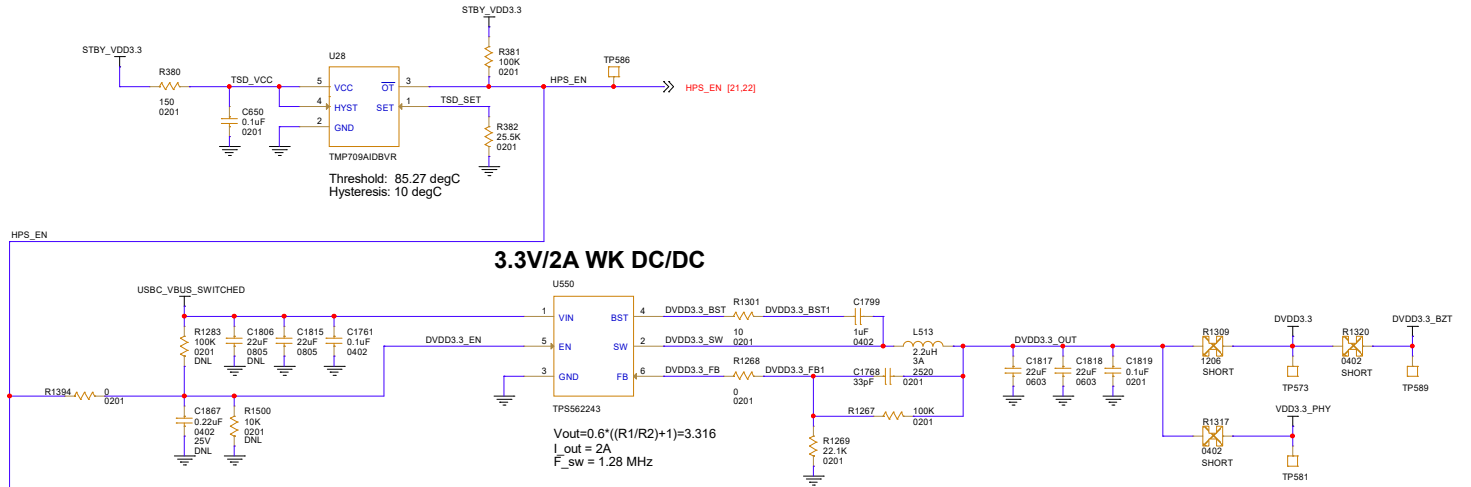 STBY_VDD3.3
STBY_VDD3.3
R380
150
0201
TSD_VCC
C650
0.1uF
0201
U28
5
VCC
4
HYST
2
GND
OT
3
SET
1
TMP709AIDBVR
Threshold: 85.27 degC
Hysteresis: 10 degC
R381
100K
0201
TSD_SET
R382
25.5K
0201
HPS_EN
TP586
HPS_EN [21,22]
HPS_EN
3.3V/2A WK DC/DC
USBC_VBUS_SWITCHED
R1283
100K
0201
DNL
C1806
22uF
0805
DNL
C1815
22uF
0805
C1761
0.1uF
0402
DVDD3.3_EN
R1394
0
0201
C1867
0.22uF
0402
25V
DNL
R1500
10K
0201
DNL
U550
1
VIN
5
EN
3
GND
BST
4
SW
2
FB
6
TPS562243
Vout=0.6*((R1/R2)+1)=3.316
I_out = 2A
F_sw = 1.28 MHz
DVDD3.3_BST
R1301
10
0201
DVDD3.3_BST1
C1799
1uF
0402
DVDD3.3_SW
L513
2.2uH
3A
2520
DVDD3.3_FB
R1268
0
0201
DVDD3.3_FB1
C1768
33pF
0201
R1267
100K
0201
R1269
22.1K
0201
DVDD3.3_OUT
C1817
22uF
0603
C1818
22uF
0603
C1819
0.1uF
0201
R1309
1206
SHORT
DVDD3.3
TP573
R1320
0402
SHORT
DVDD3.3_BZT
TP589
R1317
0402
SHORT
VDD3.3_PHY
TP581